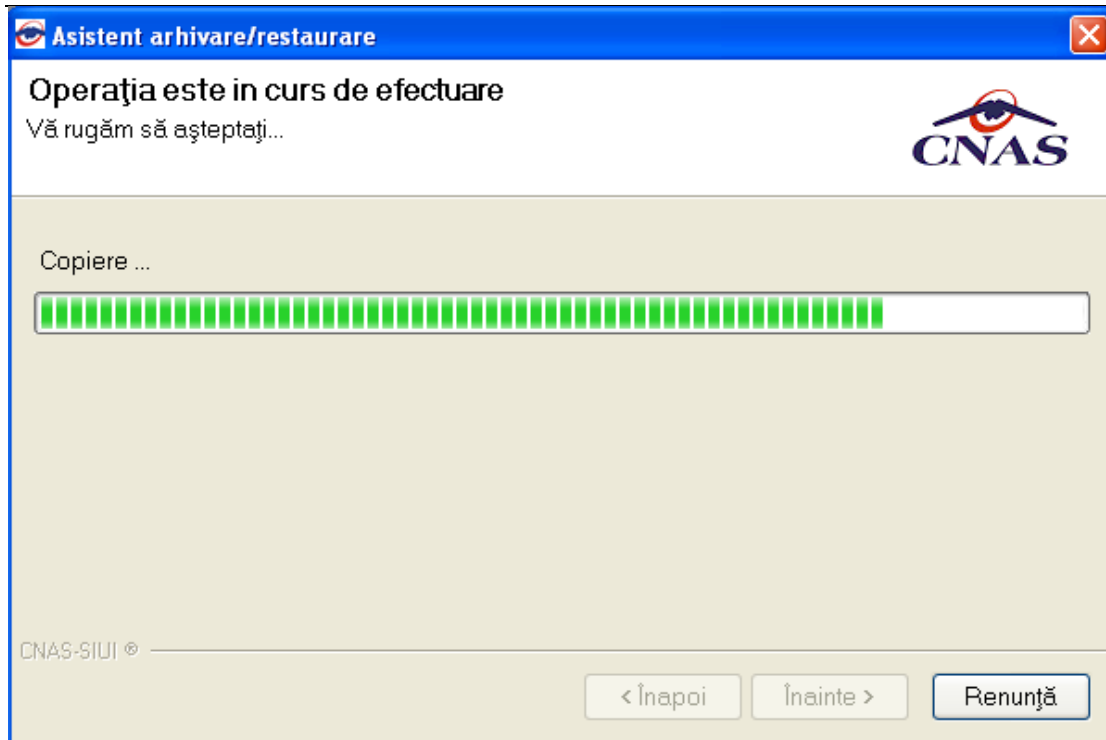 Asistent arhivare/restaurare
Operaţia este in curs de efectuare
Vă rugăm să aşteptaţi...
CNAS
Copiere ...
CNAS-SIUI ®
< Înapoi
Înainte >
Renunţă